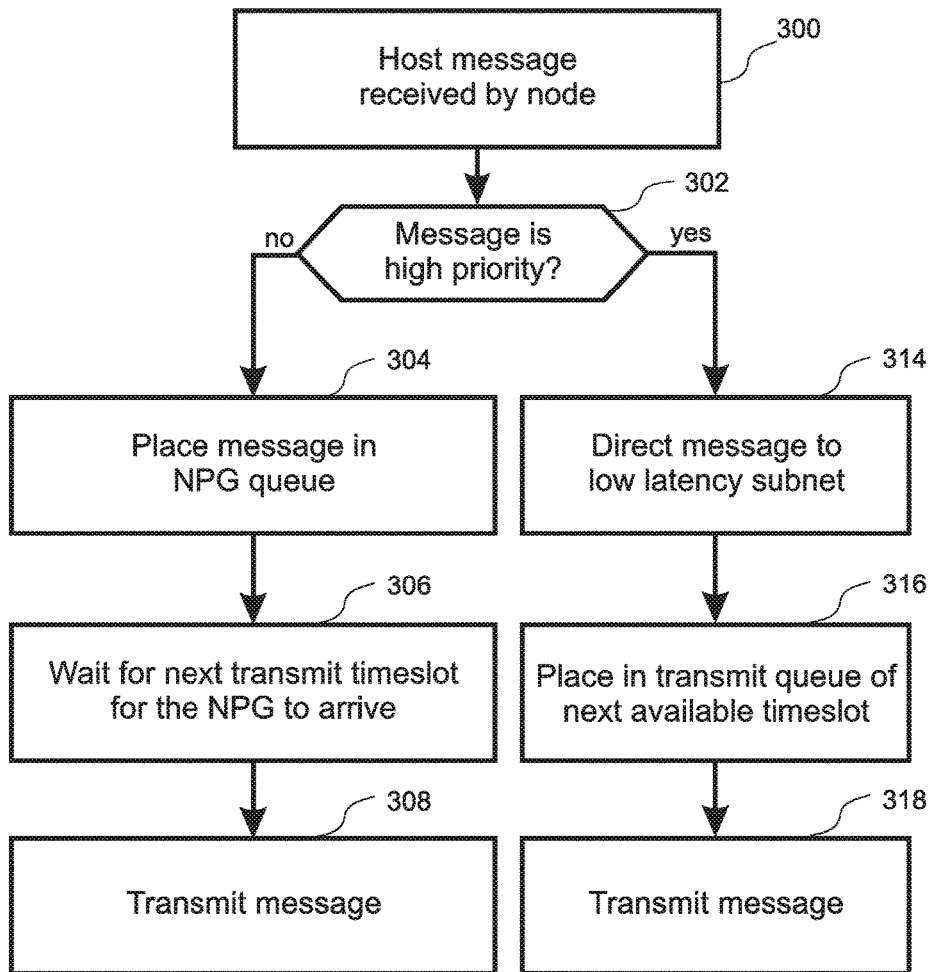 300
Host message
received by node
302
no
Message is
high priority?
yes
304
314
Place message in
NPG queue
Direct message to
low latency subnet
306
316
Wait for next transmit timeslot
for the NPG to arrive
Place in transmit queue of
next available timeslot
308
318
Transmit message
Transmit message